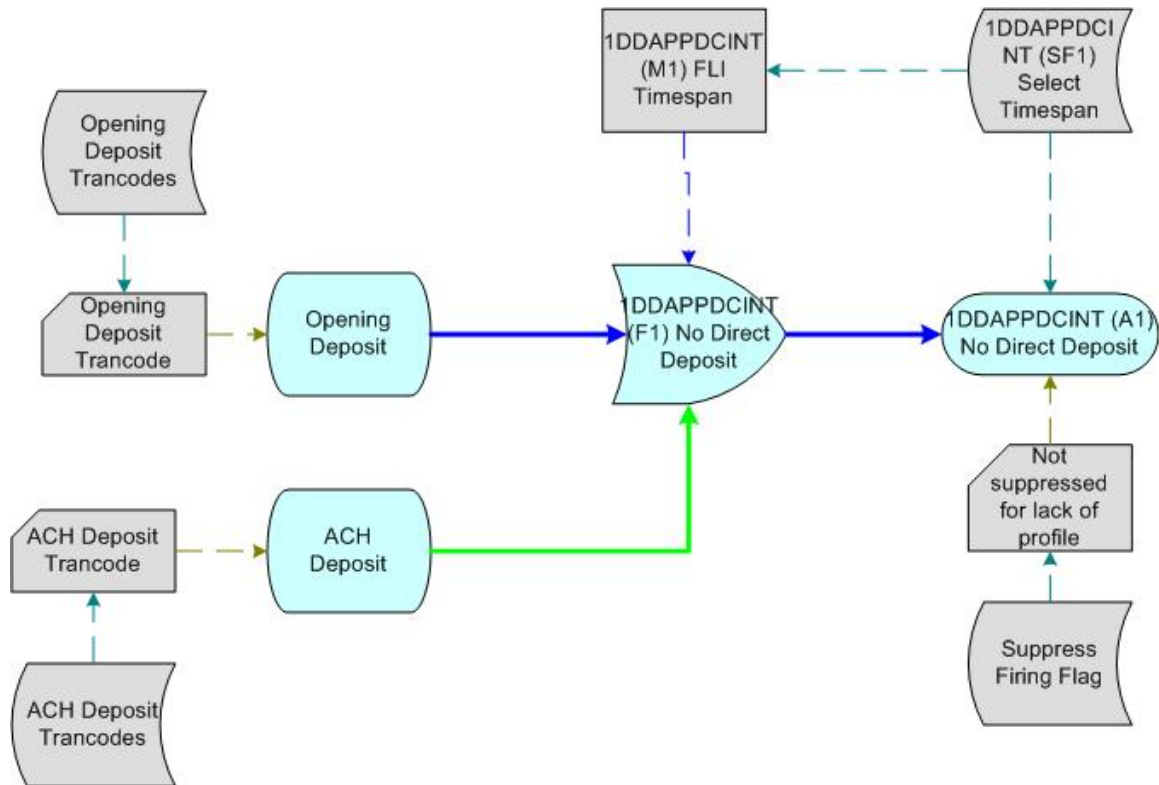 1DDAPPDCINT
(M1) FLI
Timespan
1DDAPPDCI
NT (SF1)
Select
Timespan
Opening
Deposit
Trancodes
Opening
Deposit
Trancode
Opening
Deposit
1DDAPPDCINT
(F1) No Direct
Deposit
1DDAPPDCINT (A1)
No Direct Deposit
ACH Deposit
Trancode
ACH
Deposit
Not
suppressed
for lack of
profile
ACH Deposit
Trancodes
Suppress
Firing Flag